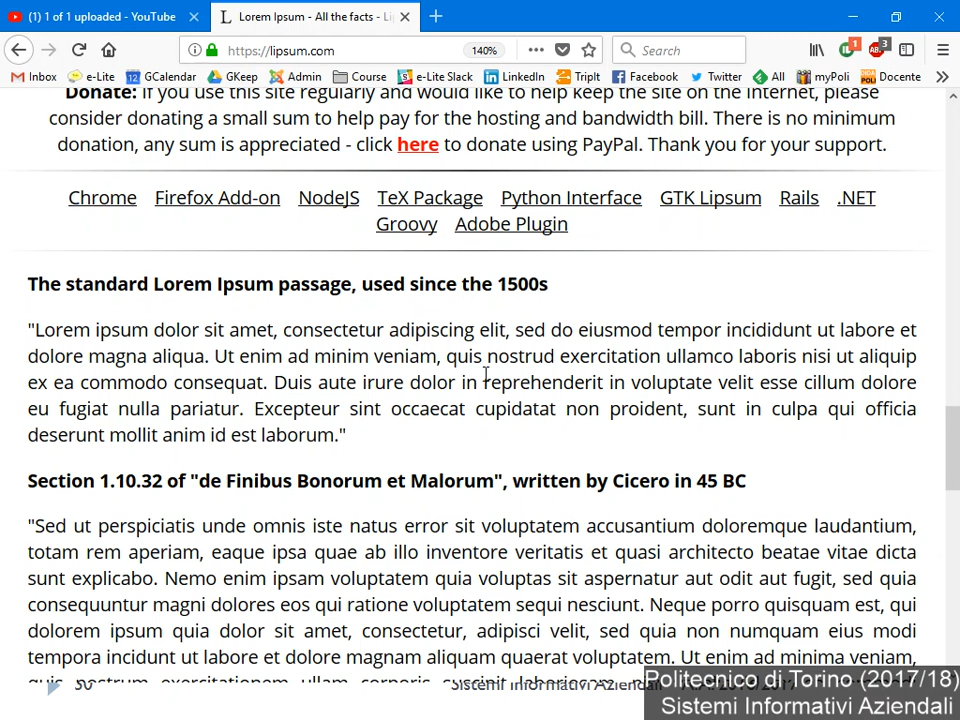 (1) 1 of 1 uploaded - YouTube
Lorem Ipsum - All the facts - Li
https://lipsum.com
140%
Search
1
3
Inbox e-Lite GCalendar GKeep Admin Course e-Lite Slack LinkedIn TripIt Facebook Twitter All myPoli Docente
Donate: If you use this site regularly and would like to help keep the site on the Internet, please
consider donating a small sum to help pay for the hosting and bandwidth bill. There is no minimum
donation, any sum is appreciated - click here to donate using PayPal. Thank you for your support.
Chrome Firefox Add-on NodeJS TeX Package Python Interface GTK Lipsum Rails .NET
Groovy Adobe Plugin
The standard Lorem Ipsum passage, used since the 1500s
"Lorem ipsum dolor sit amet, consectetur adipiscing elit, sed do eiusmod tempor incididunt ut labore et
dolore magna aliqua. Ut enim ad minim veniam, quis nostrud exercitation ullamco laboris nisi ut aliquip
ex ea commodo consequat. Duis aute irure dolor in reprehenderit in voluptate velit esse cillum dolore
eu fugiat nulla pariatur. Excepteur sint occaecat cupidatat non proident, sunt in culpa qui officia
deserunt mollit anim id est laborum."
Section 1.10.32 of "de Finibus Bonorum et Malorum", written by Cicero in 45 BC
"Sed ut perspiciatis unde omnis iste natus error sit voluptatem accusantium doloremque laudantium,
totam rem aperiam, eaque ipsa quae ab illo inventore veritatis et quasi architecto beatae vitae dicta
sunt explicabo. Nemo enim ipsam voluptatem quia voluptas sit aspernatur aut odit aut fugit, sed quia
consequuntur magni dolores eos qui ratione voluptatem sequi nesciunt. Neque porro quisquam est, qui
dolorem ipsum quia dolor sit amet, consectetur, adipisci velit, sed quia non numquam eius modi
tempora incidunt ut labore et dolore magnam aliquam quaerat voluptatem. Ut enim ad minima veniam,
Sistemi Informativi Aziendali
Politecnico di Torino (2017/18)
Sistemi Informativi Aziendali